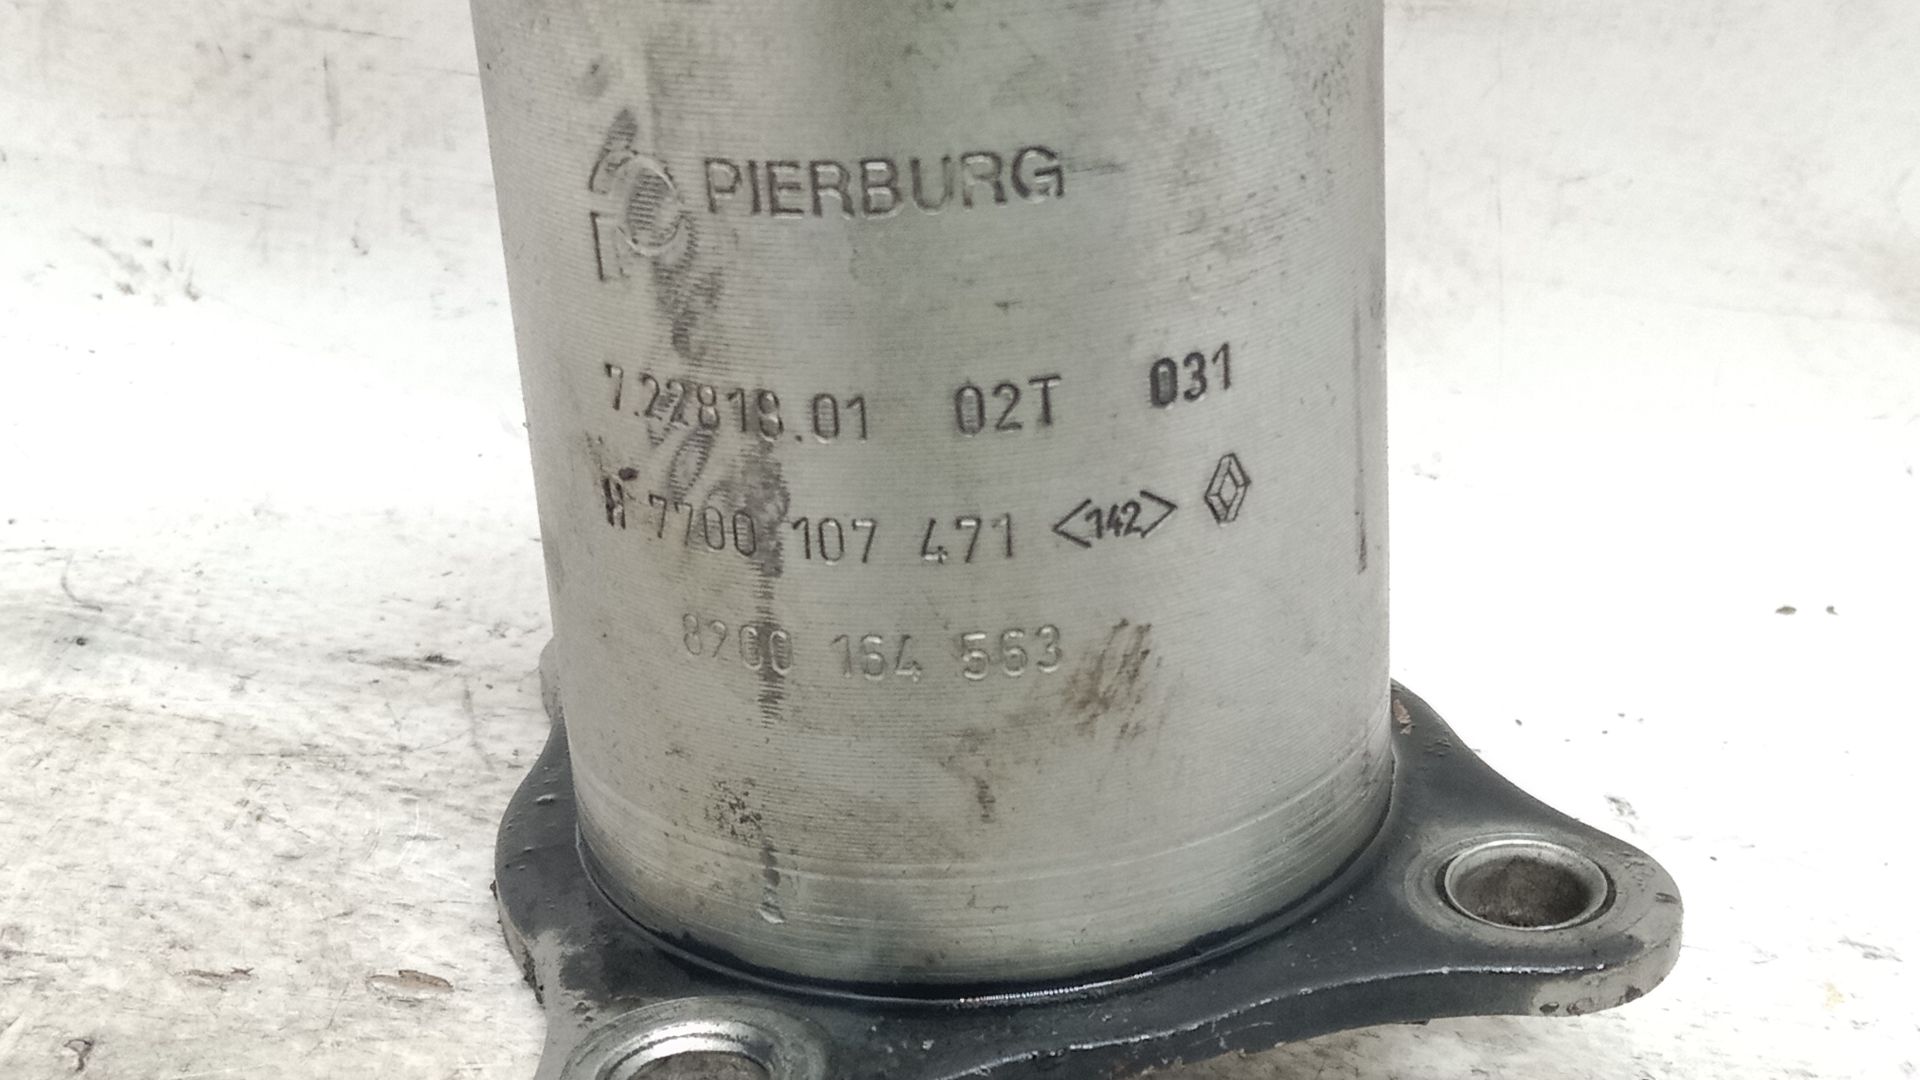 PIERBURG
7.22818.01 02T 031
H 7700 107 471 <142>
8200 164 563